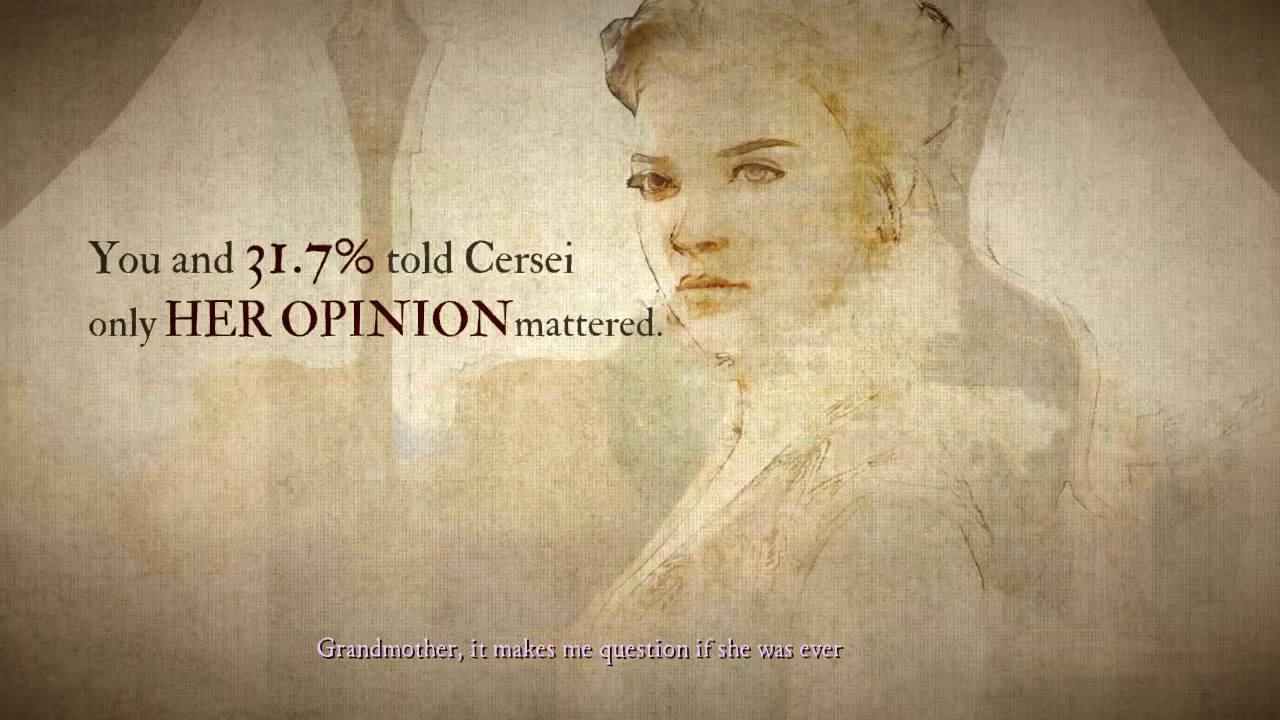 You and 31.7% told Cersei
only HER OPINION mattered.
Grandmother, it makes me question if she was ever